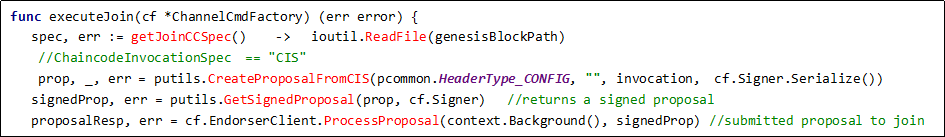 func executeJoin(cf *ChannelCmdFactory) (err error) {
spec, err := getJoinCCSpec() -> ioutil.ReadFile(genesisBlockPath)
//ChaincodeInvocationSpec == "CIS"
prop, _, err = putils.CreateProposalFromCIS(pcommon.HeaderType_CONFIG, "", invocation, cf.Signer.Serialize())
signedProp, err = putils.GetSignedProposal(prop, cf.Signer) //returns a signed proposal
proposalResp, err = cf.EndorserClient.ProcessProposal(context.Background(), signedProp) //submitted proposal to join